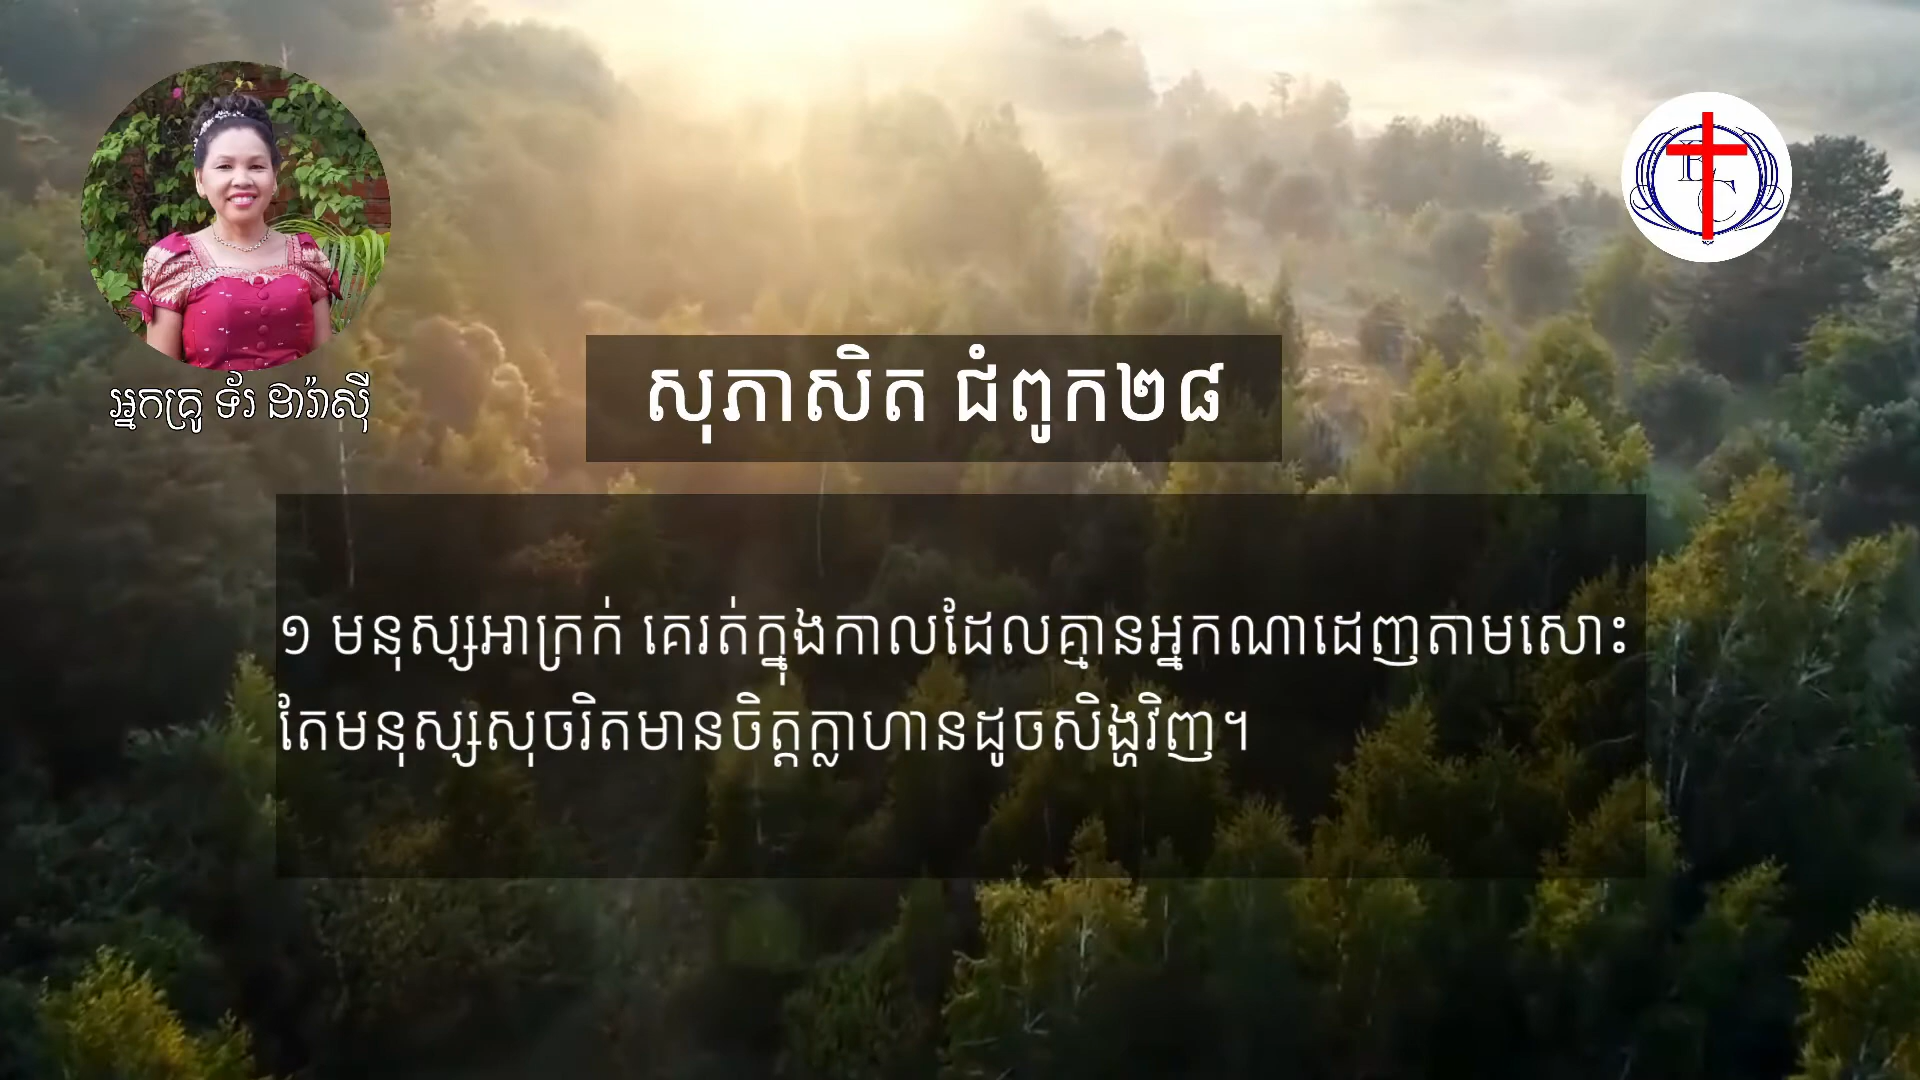 អ្នកគ្រូ ទ័រ ដារ៉ាស៊ី
EC
សុភាសិត ជំពូក២៨
១ មនុស្សអាក្រក់ គេរត់ក្នុងកាលដែលគ្មានអ្នកណាដេញតាមសោះ
តែមនុស្សសុចរិតមានចិត្តក្លាហានដូចសិង្ហវិញ។